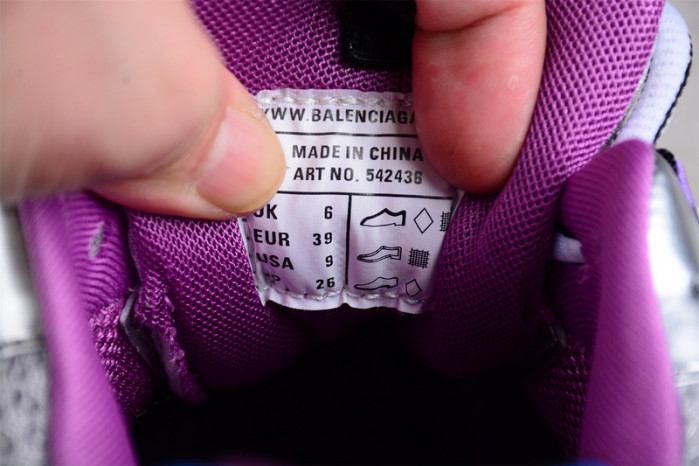 WWW.BALENCIAGA
MADE IN CHINA
ART NO. 542436
UK 6
EUR 39
USA 9
26